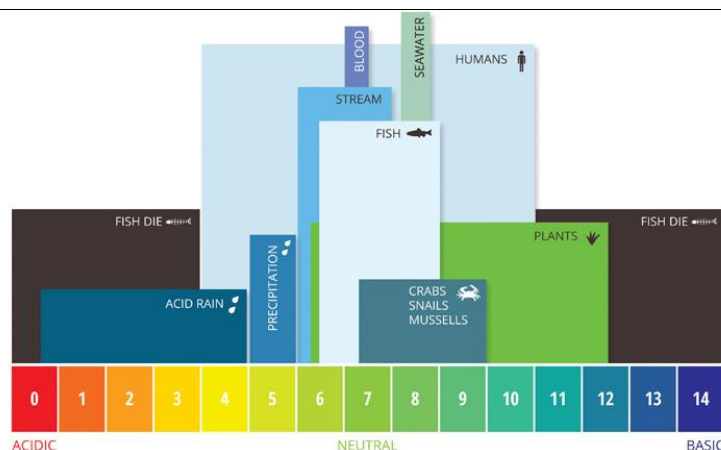 BLOOD
SEAWATER
HUMANS
STREAM
FISH
FISH DIE
FISH DIE
PLANTS
PRECIPITATION
ACID RAIN
CRABS
SNAILS
MUSSELLS
0 1 2 3 4 5 6 7 8 9 10 11 12 13 14
ACIDIC NEUTRAL BASIC